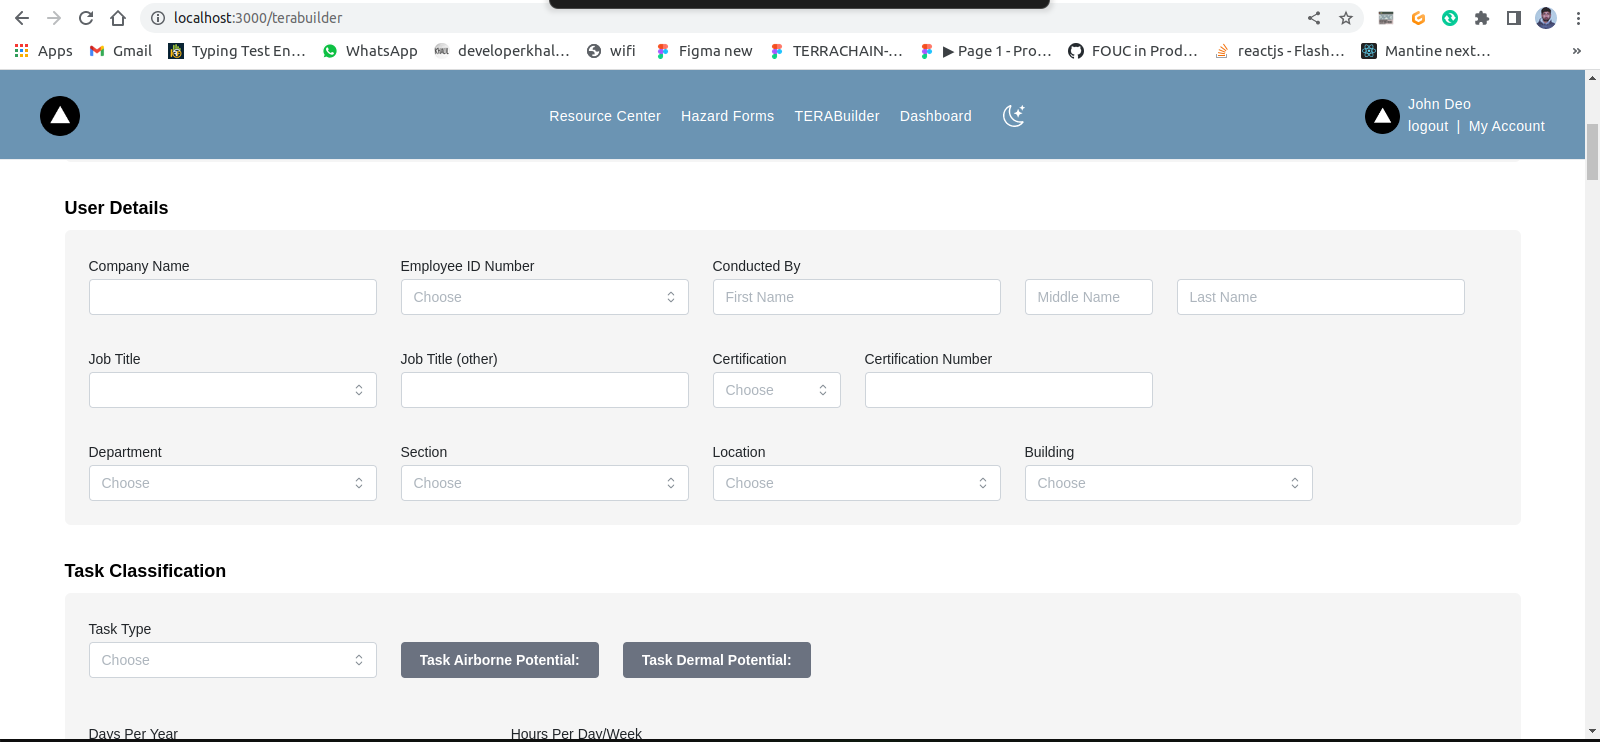 localhost:3000/terabuilder
Apps Gmail Typing Test En... WhatsApp developerkhal... wifi Figma new TERRACHAIN-... ▶ Page 1 - Pro... FOUC in Prod... reactjs - Flash... Mantine next... »
Resource Center Hazard Forms TERABuilder Dashboard
John Deo
logout | My Account
User Details
Company Name Employee ID Number Conducted By
Choose First Name Middle Name Last Name
Job Title Job Title (other) Certification Certification Number
Choose
Department Section Location Building
Choose Choose Choose Choose
Task Classification
Task Type
Choose Task Airborne Potential: Task Dermal Potential:
Days Per Year Hours Per Day/Week